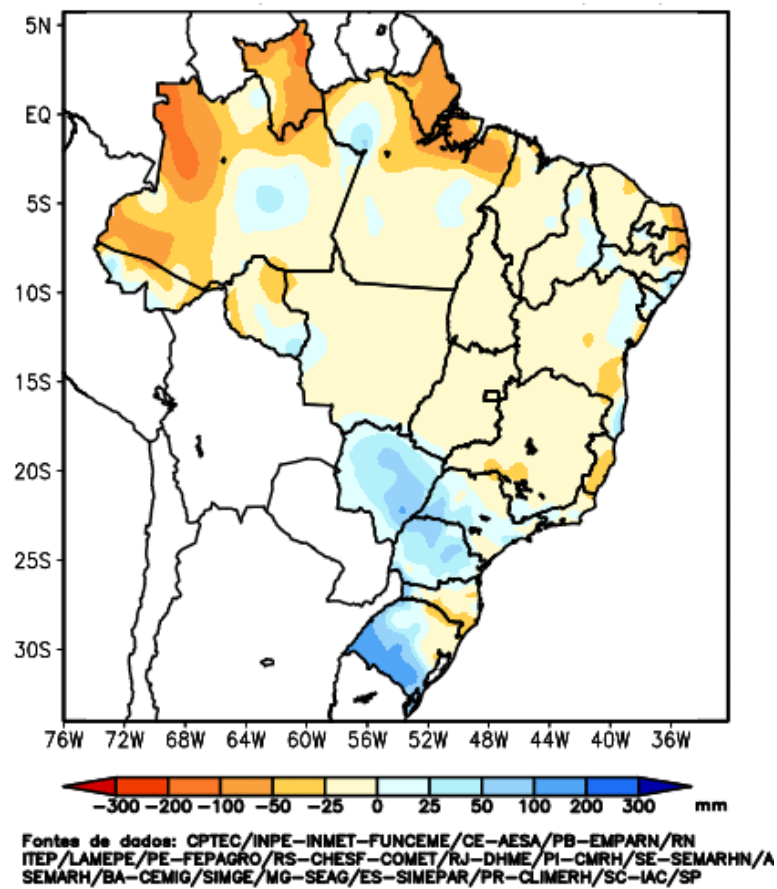 5N
EQ
5S
10S
15S
20S
25S
30S
76W 72W 68W 64W 60W 56W 52W 48W 44W 40W 36W
−300 −200 −100 −50 −25 0 25 50 100 200 300 mm
Fontes de dados: CPTEC/INPE−INMET−FUNCEME/CE−AESA/PB−EMPARN/RN
ITEP/LAMEPE/PE−FEPAGRO/RS−CHESF−COMET/RJ−DHME/PI−CMRH/SE−SEMARHN/A
SEMARH/BA−CEMIG/SIMGE/MG−SEAG/ES−SIMEPAR/PR−CLIMERH/SC−IAC/SP